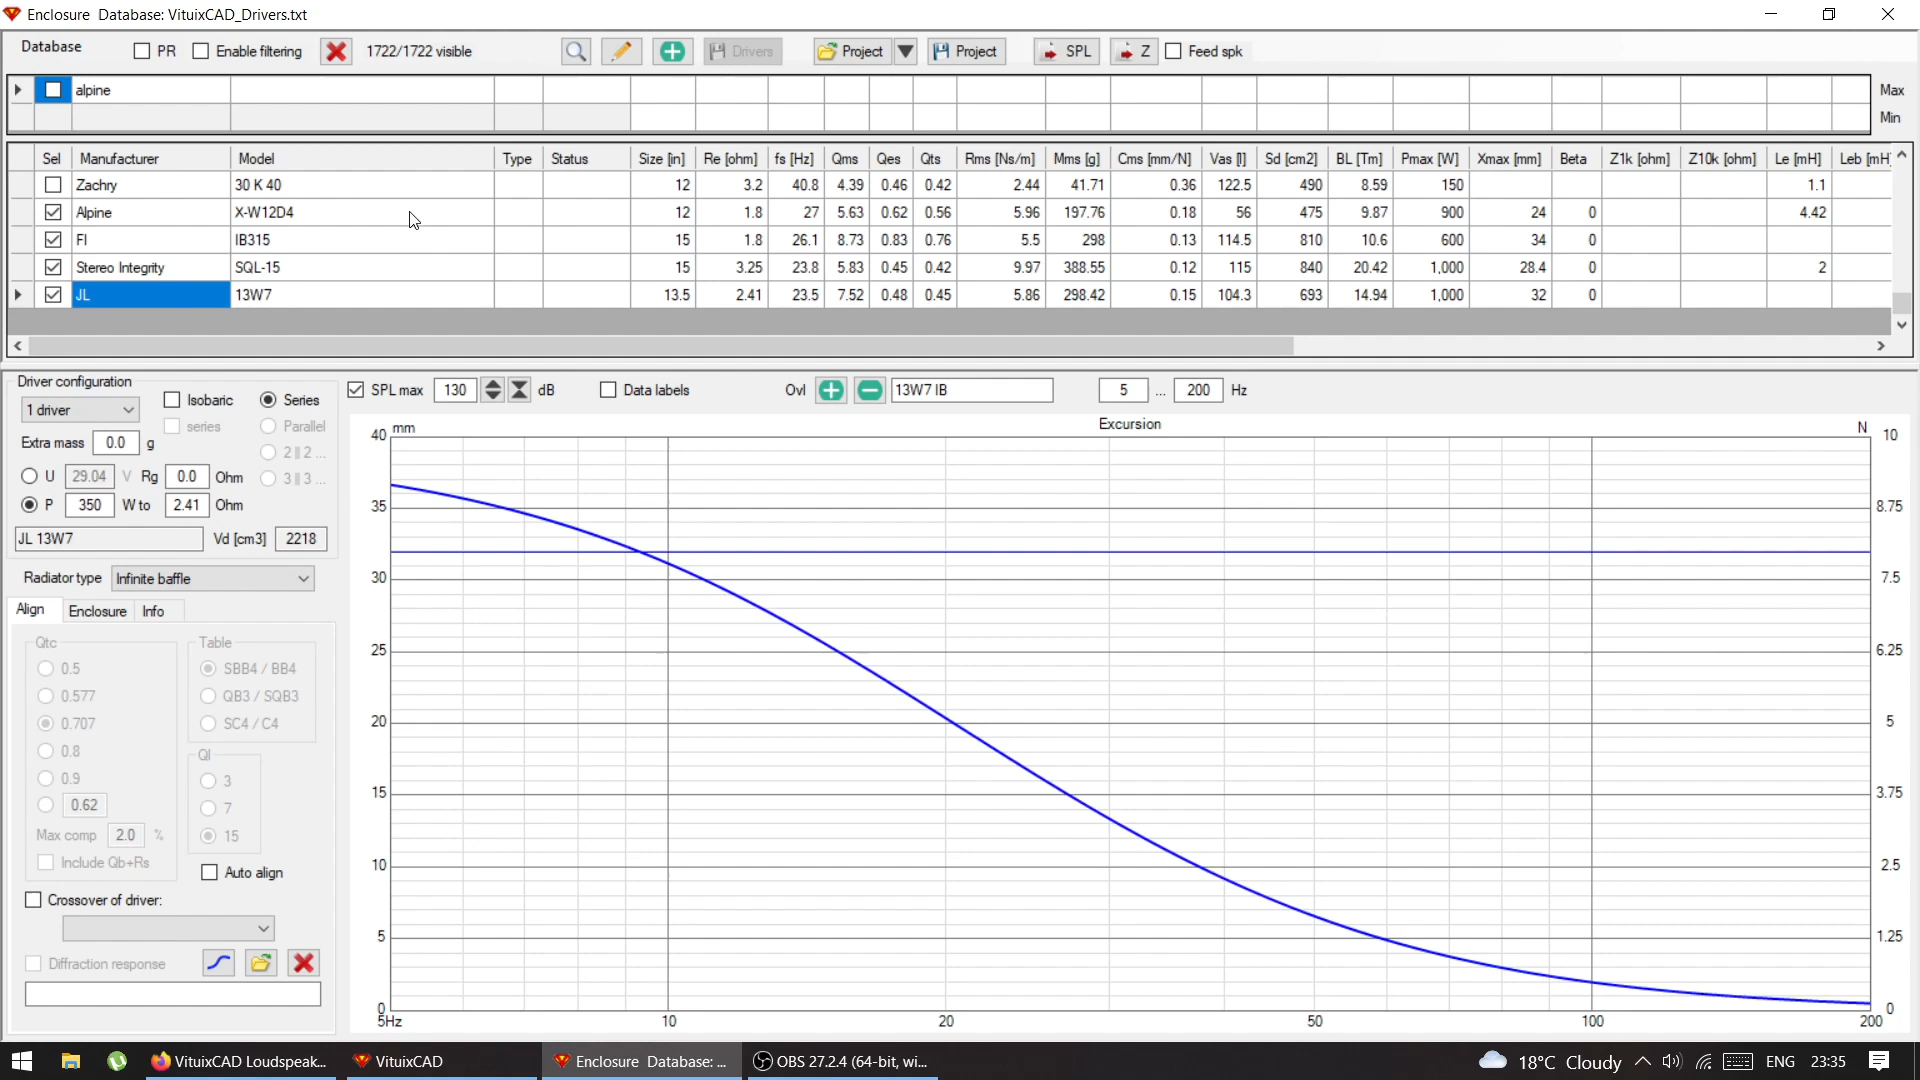 Enclosure Database: VituixCAD_Drivers.txt
Database PR Enable filtering 1722/1722 visible Drivers Project Project SPL Z Feed spk
alpine Max
Min
Sel Manufacturer Model Type Status Size [in] Re [ohm] fs [Hz] Qms Qes Qts Rms [Ns/m] Mms [g] Cms [mm/N] Vas [l] Sd [cm2] BL [Tm] Pmax [W] Xmax [mm] Beta Z1k [ohm] Z10k [ohm] Le [mH] Leb [mH
Zachry 30 K 40 12 3.2 40.8 4.39 0.46 0.42 2.44 41.71 0.36 122.5 490 8.59 150 1.1
Alpine X-W12D4 12 1.8 27 5.63 0.62 0.56 5.96 197.76 0.18 56 475 9.87 900 24 0 4.42
FI IB315 15 1.8 26.1 8.73 0.83 0.76 5.5 298 0.13 114.5 810 10.6 600 34 0
Stereo Integrity SQL-15 15 3.25 23.8 5.83 0.45 0.42 9.97 388.55 0.12 115 840 20.42 1,000 28.4 0 2
JL 13W7 13.5 2.41 23.5 7.52 0.48 0.45 5.86 298.42 0.15 104.3 693 14.94 1,000 32 0
Driver configuration
1 driver Isobaric Series
series Parallel
Extra mass 0.0 g 2 || 2 ...
U 29.04 V Rg 0.0 Ohm 3 || 3 ...
P 350 W to 2.41 Ohm
JL 13W7 Vd [cm3] 2218
Radiator type Infinite baffle
Align Enclosure Info
Qtc Table
0.5 SBB4 / BB4
0.577 QB3 / SQB3
0.707 SC4 / C4
0.8 Ql
0.9 3
0.62 7
Max comp 2.0 % 15
Include Qb+Rs
Auto align
Crossover of driver:
Diffraction response
SPL max 130 dB Data labels Ovl 13W7 IB 5 ... 200 Hz
Excursion
mm N
40 10
35 8.75
30 7.5
25 6.25
20 5
15 3.75
10 2.5
5 1.25
0 0
5Hz 10 20 50 100 200
VituixCAD Loudspeak... VituixCAD Enclosure Database: ... OBS 27.2.4 (64-bit, wi... 18°C Cloudy ENG 23:35